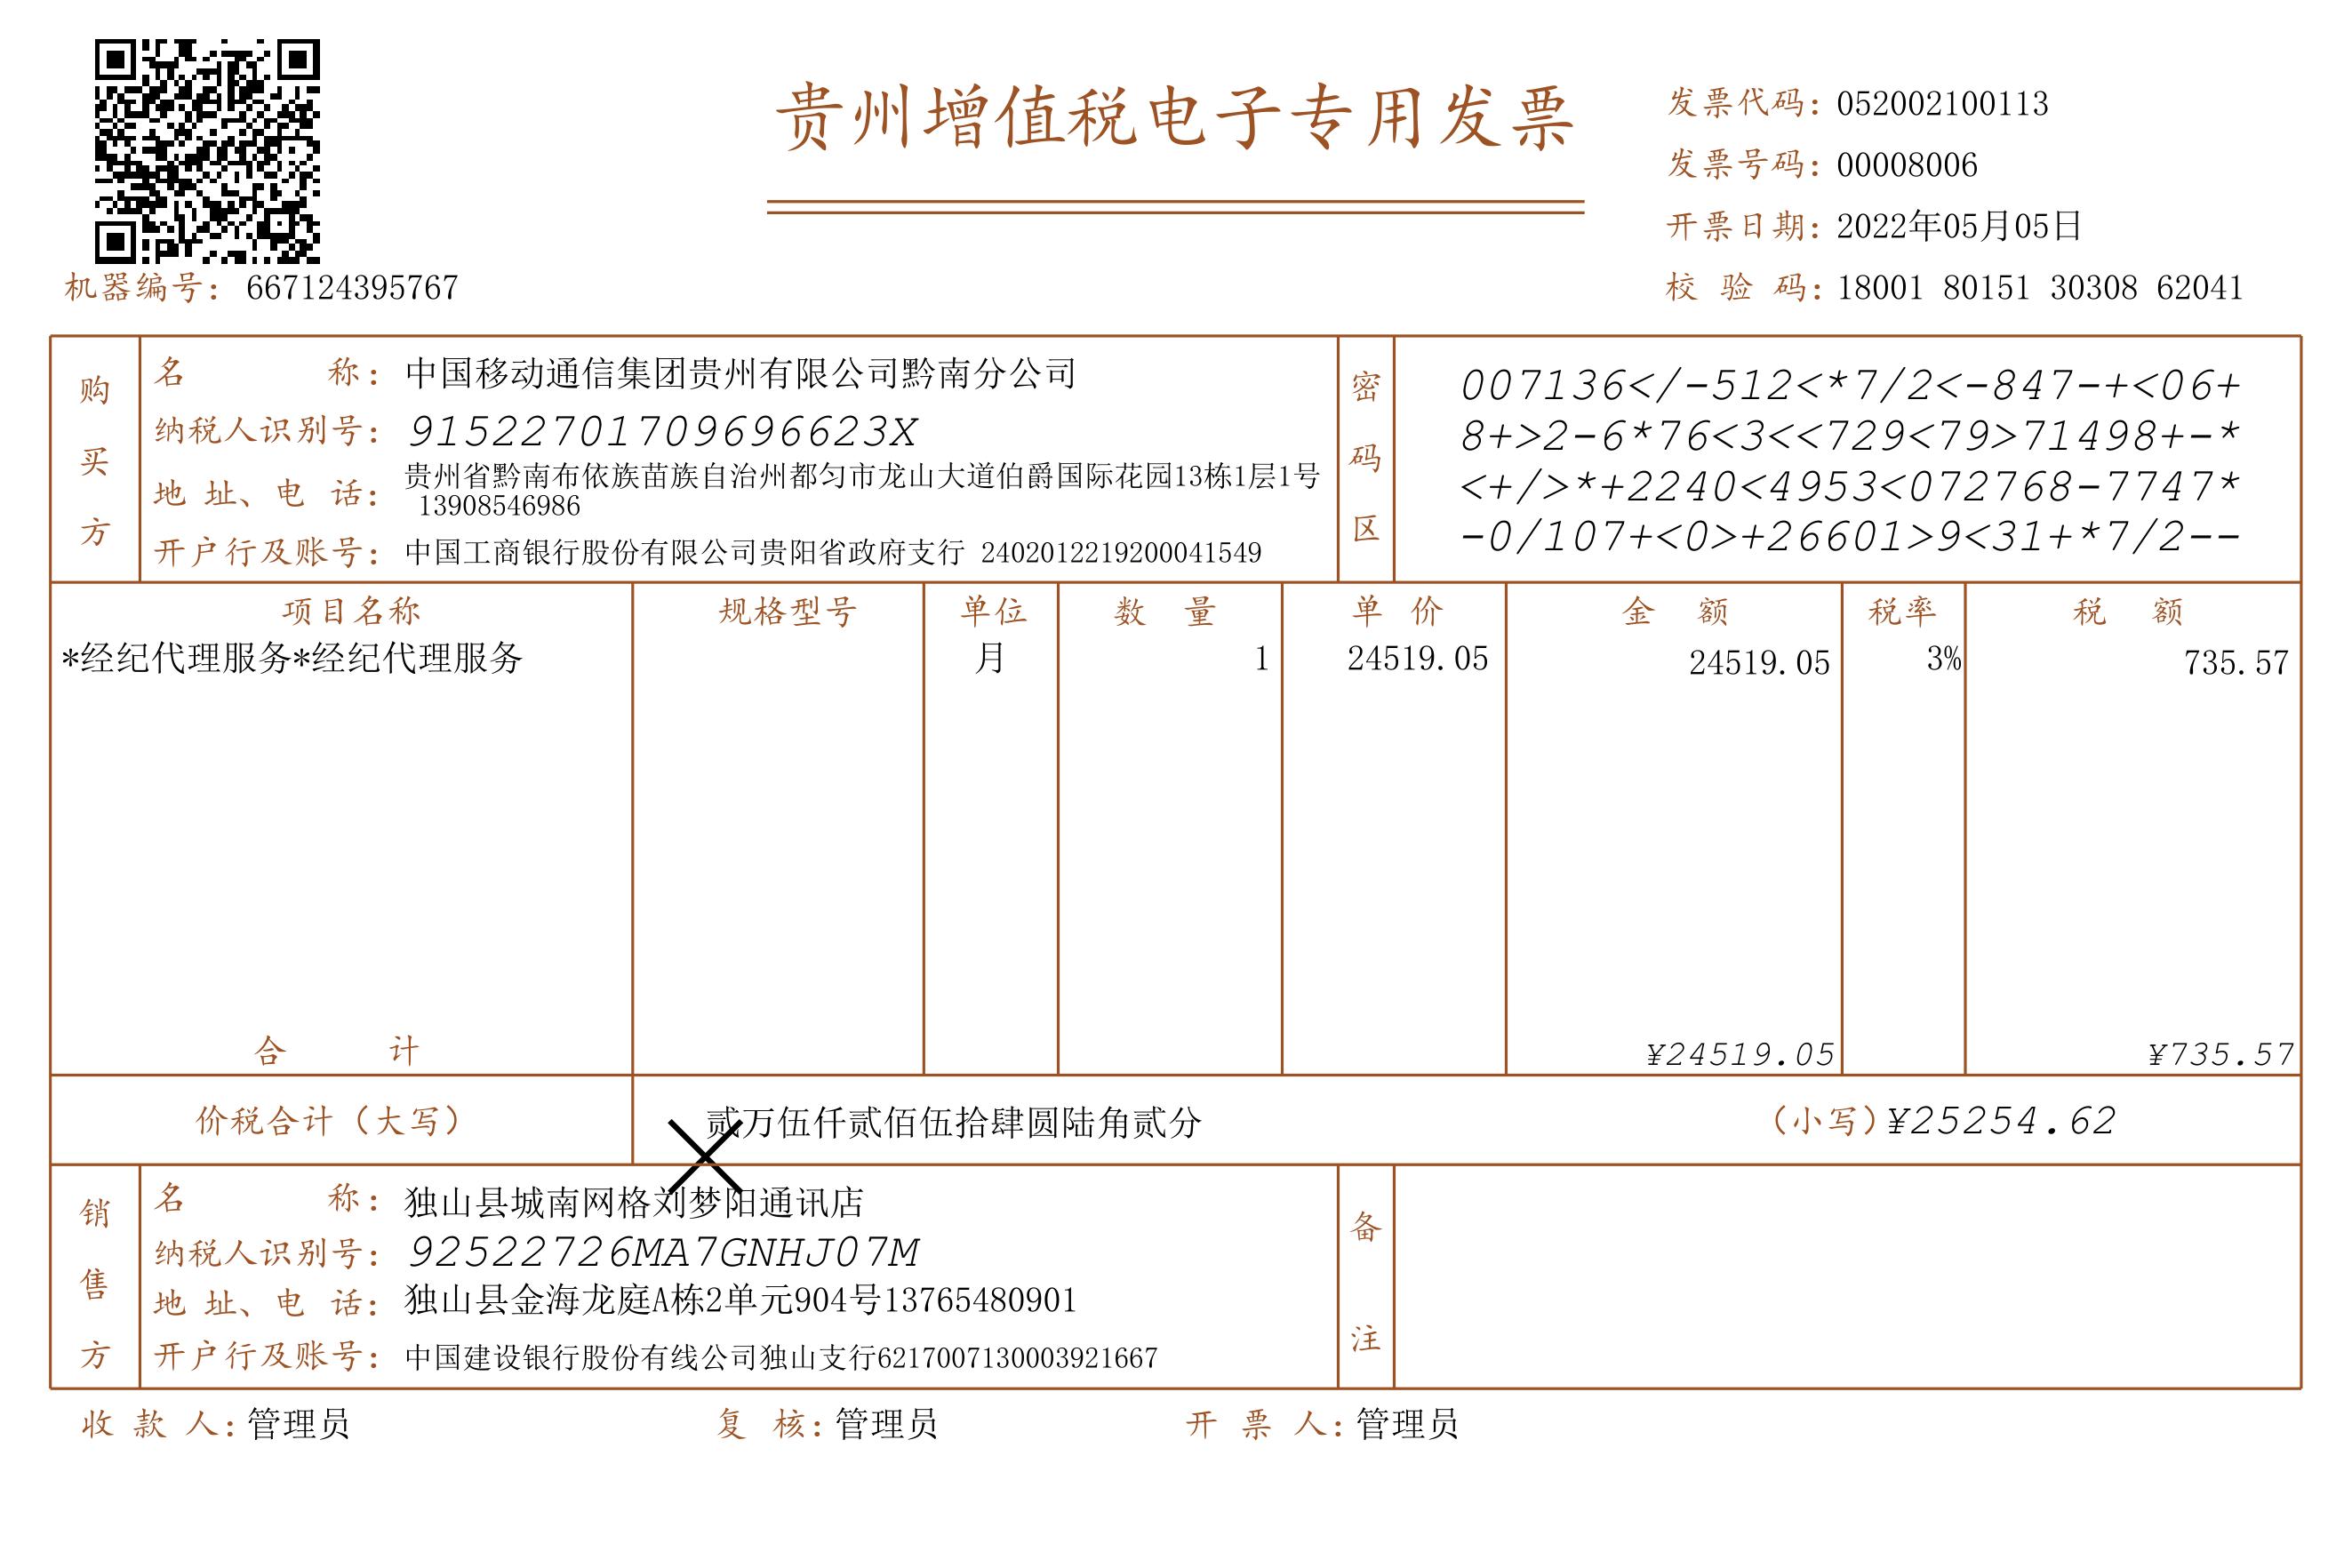 贵州增值税电子专用发票
发票代码：052002100113
发票号码：00008006
开票日期：2022年05月05日
机器编号：667124395767
校 验 码：18001 80151 30308 62041
购买方
名 称：中国移动通信集团贵州有限公司黔南分公司
纳税人识别号：91522701709696623X
地 址、电 话：贵州省黔南布依族苗族自治州都匀市龙山大道伯爵国际花园13栋1层1号
13908546986
开户行及账号：中国工商银行股份有限公司贵阳省政府支行 2402012219200041549
密码区
007136</-512<*7/2<-847-+<06+
8+>2-6*76<3<<729<79>71498+-*
<+/>*+2240<4953<072768-7747*
-0/107+<0>+26601>9<31+*7/2--
项目名称 规格型号 单位 数 量 单 价 金 额 税率 税 额
*经纪代理服务*经纪代理服务 月 1 24519.05 24519.05 3% 735.57
合 计 ¥24519.05 ¥735.57
价税合计（大写） 贰万伍仟贰佰伍拾肆圆陆角贰分 （小写）¥25254.62
销售方
名 称：独山县城南网格刘梦阳通讯店
纳税人识别号：92522726MA7GNHJ07M
地 址、电 话：独山县金海龙庭A栋2单元904号13765480901
开户行及账号：中国建设银行股份有线公司独山支行6217007130003921667
备注
收 款 人：管理员 复 核：管理员 开 票 人：管理员